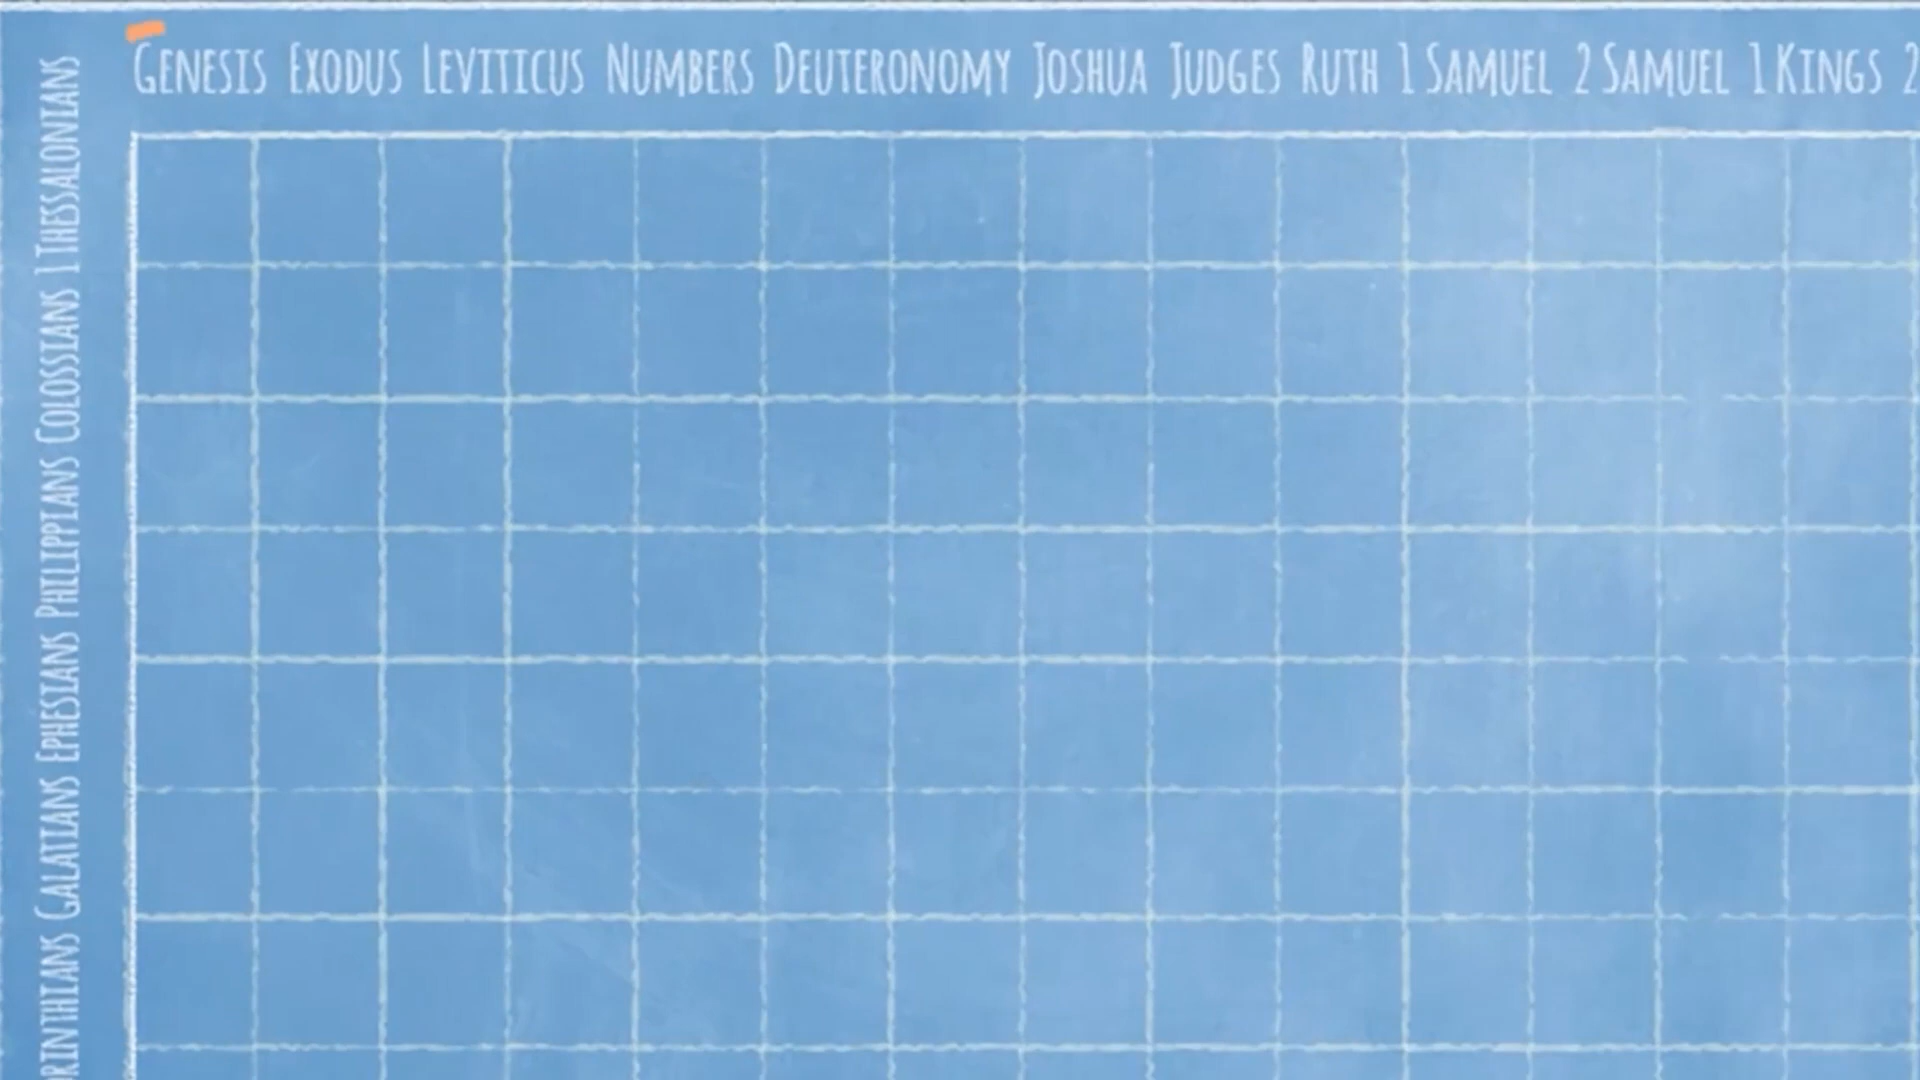 Genesis Exodus Leviticus Numbers Deuteronomy Joshua Judges Ruth 1 Samuel 2 Samuel 1 Kings 2
Galatians Ephesians Philippians Colossians 1 Thessalonians